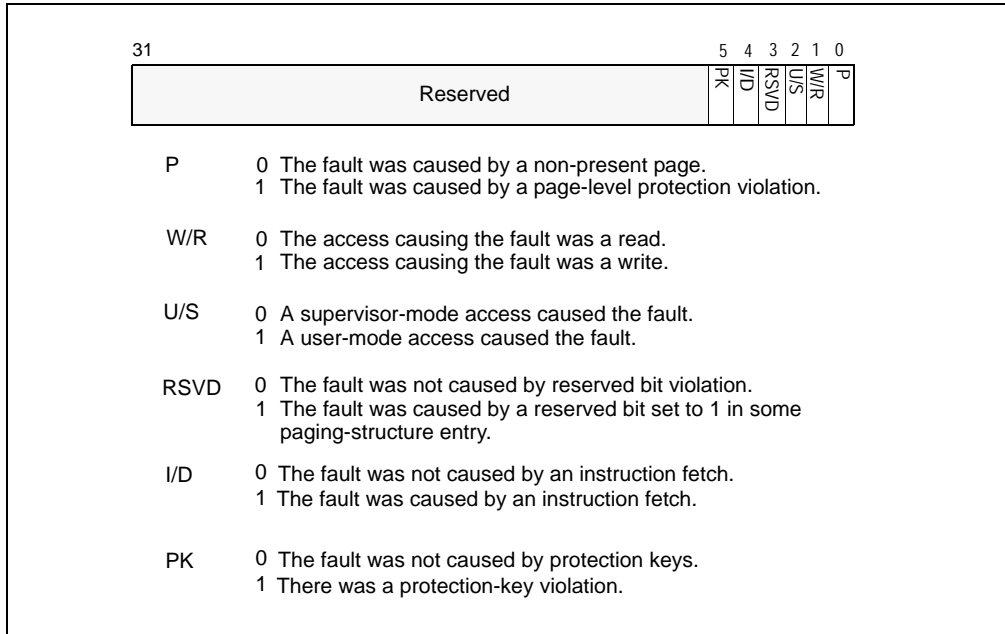 31 5 4 3 2 1 0
Reserved PK I/D RSVD U/S W/R P
P 0 The fault was caused by a non-present page.
1 The fault was caused by a page-level protection violation.
W/R 0 The access causing the fault was a read.
1 The access causing the fault was a write.
U/S 0 A supervisor-mode access caused the fault.
1 A user-mode access caused the fault.
RSVD 0 The fault was not caused by reserved bit violation.
1 The fault was caused by a reserved bit set to 1 in some
paging-structure entry.
I/D 0 The fault was not caused by an instruction fetch.
1 The fault was caused by an instruction fetch.
PK 0 The fault was not caused by protection keys.
1 There was a protection-key violation.